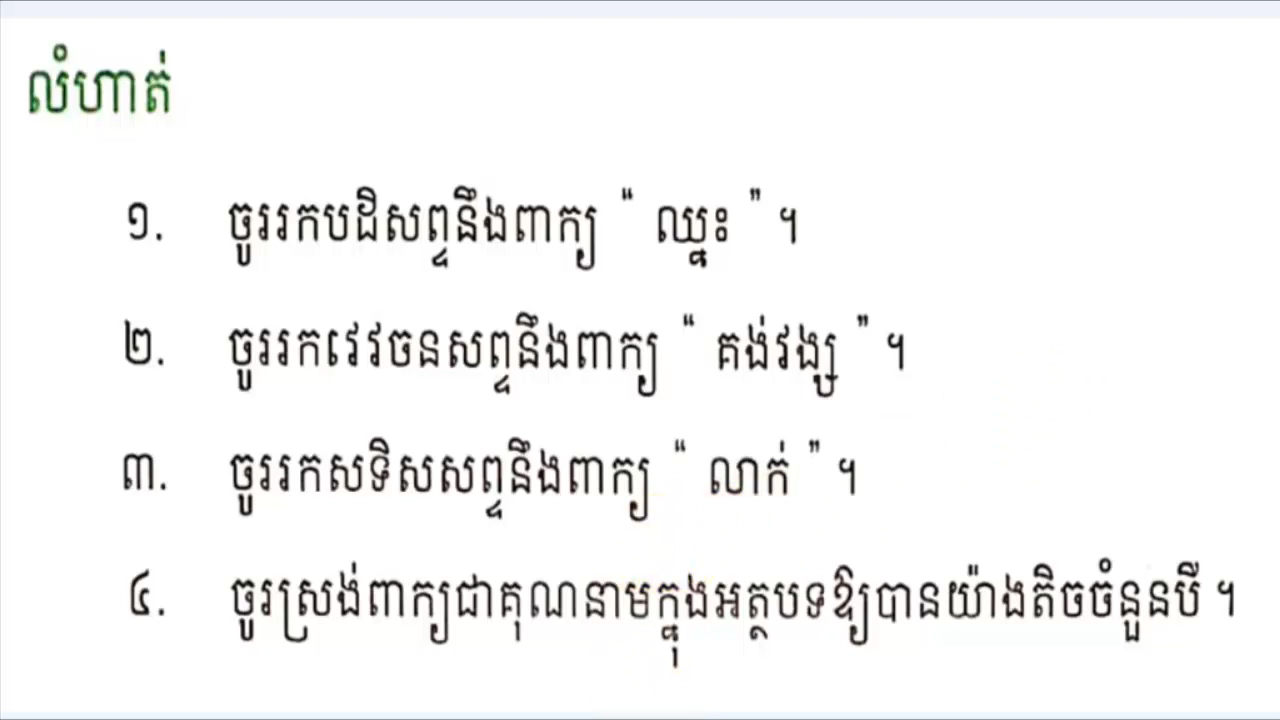 លំហាត់
១. ចូររកបដិសព្ទនឹងពាក្យ “ ឈ្នះ ” ។
២. ចូររកវេវចនសព្ទនឹងពាក្យ “ គង់វង្ស ” ។
៣. ចូររកសទិសសព្ទនឹងពាក្យ “ លាក់ ” ។
៤. ចូរស្រង់ពាក្យជាគុណនាមក្នុងអត្ថបទឱ្យបានយ៉ាងតិចចំនួនបី ។